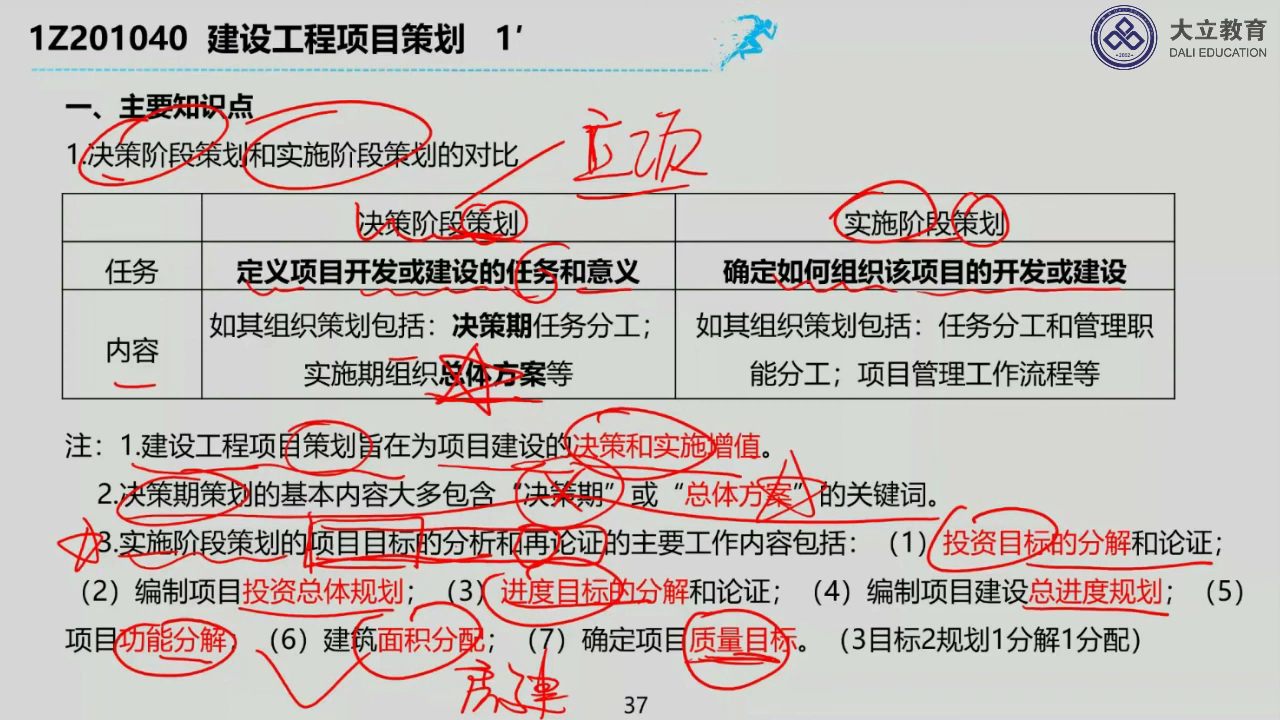 1Z201040 建设工程项目策划 1′
大立教育
DALI EDUCATION
一、主要知识点
1.决策阶段策划和实施阶段策划的对比
立项
决策阶段策划 实施阶段策划
任务 定义项目开发或建设的任务和意义 确定如何组织该项目的开发或建设
内容 如其组织策划包括：决策期任务分工；
实施期组织总体方案等
如其组织策划包括：任务分工和管理职
能分工；项目管理工作流程等
注：1.建设工程项目策划旨在为项目建设的决策和实施增值。
2.决策期策划的基本内容大多包含“决策期”或“总体方案”的关键词。
3.实施阶段策划的项目目标的分析和再论证的主要工作内容包括：（1）投资目标的分解和论证；
（2）编制项目投资总体规划；（3）进度目标的分解和论证；（4）编制项目建设总进度规划；（5）
项目功能分解；（6）建筑面积分配；（7）确定项目质量目标。（3目标2规划1分解1分配）
37